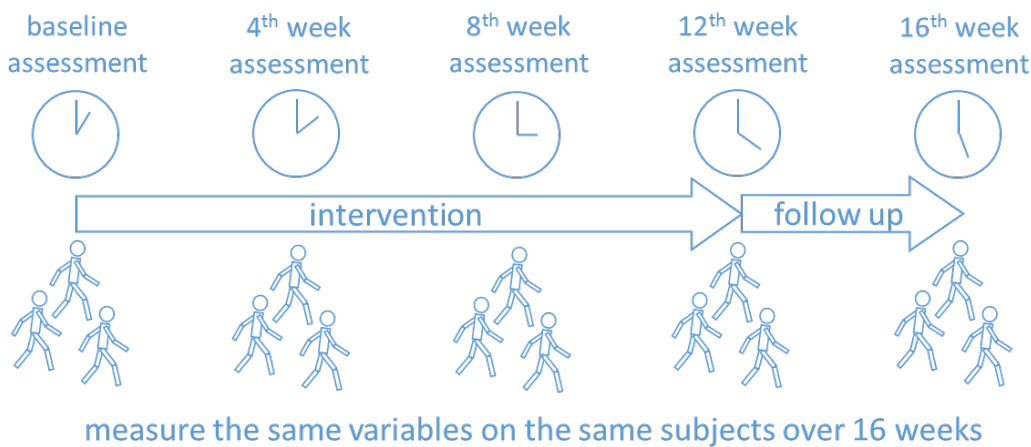 baseline
assessment
4th week
assessment
8th week
assessment
12th week
assessment
16th week
assessment
intervention
follow up
measure the same variables on the same subjects over 16 weeks